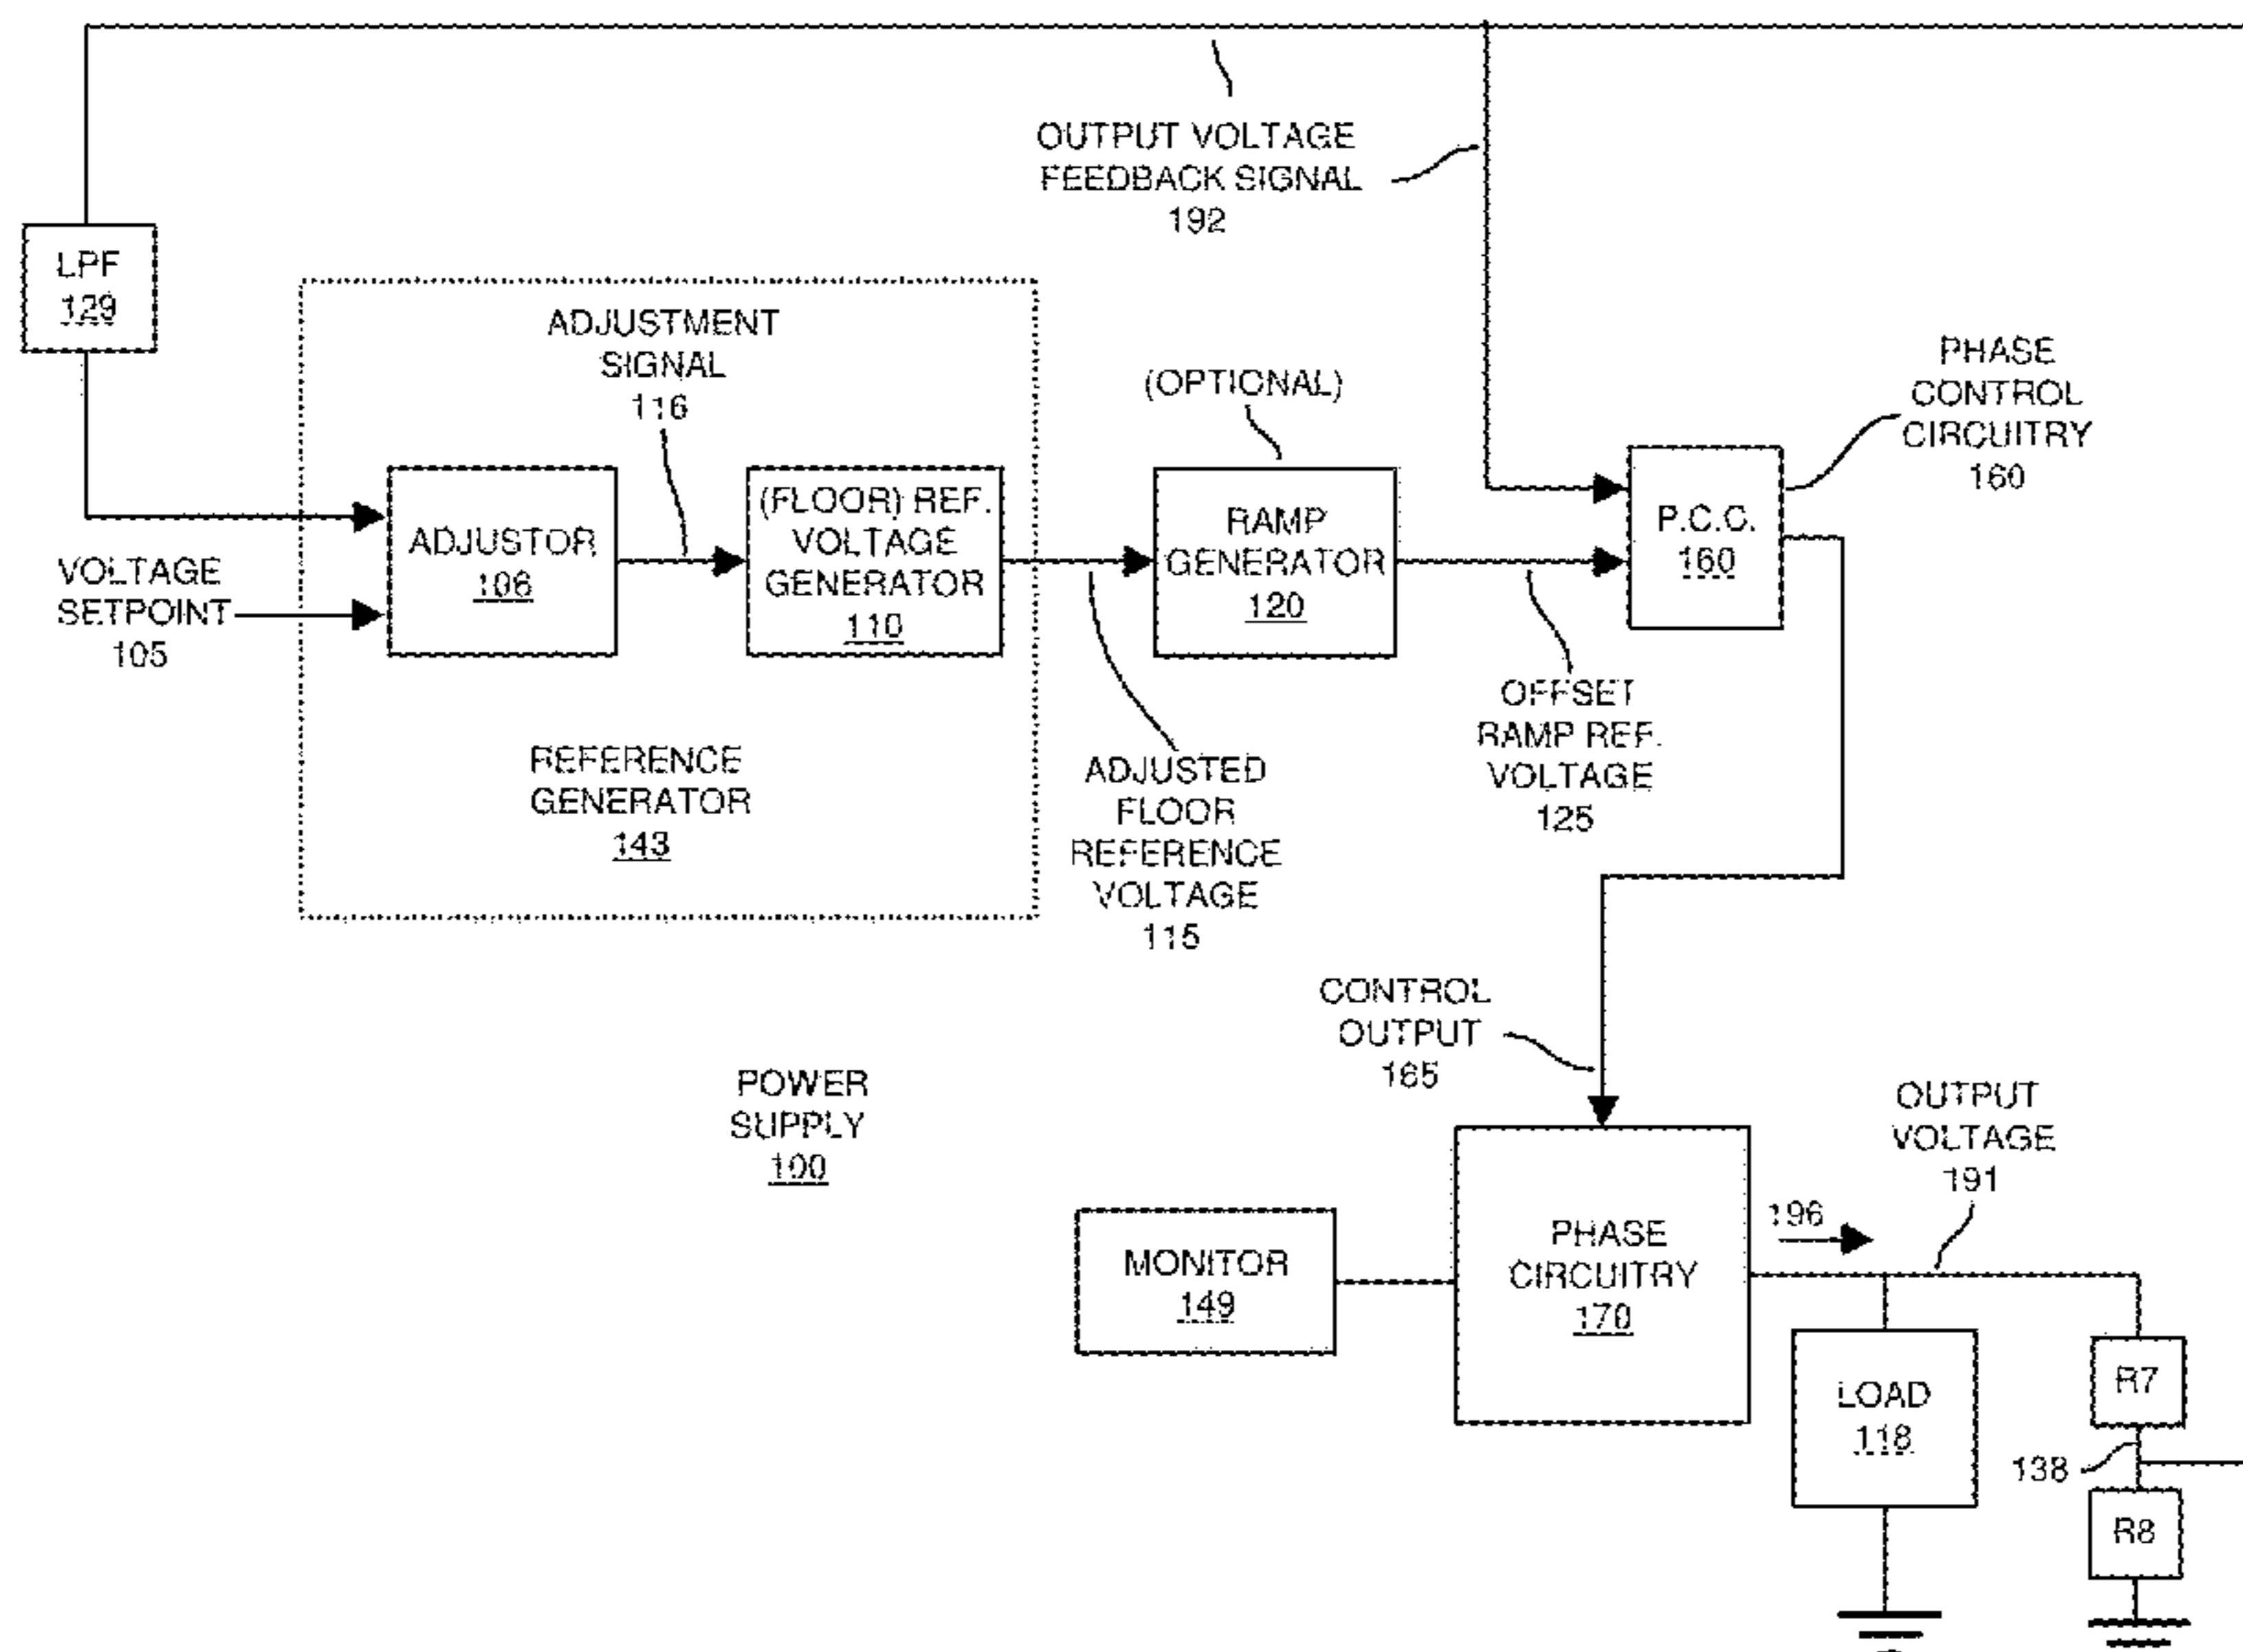 OUTPUT VOLTAGE
FEEDBACK SIGNAL
192
LPF
129
ADJUSTMENT
SIGNAL
116
(OPTIONAL)
PHASE
CONTROL
CIRCUITRY
160
ADJUSTOR
106
(FLOOR) REF.
VOLTAGE
GENERATOR
110
RAMP
GENERATOR
120
P.C.C.
160
VOLTAGE
SETPOINT
105
REFERENCE
GENERATOR
143
ADJUSTED
FLOOR
REFERENCE
VOLTAGE
115
OFFSET
RAMP REF.
VOLTAGE
125
CONTROL
OUTPUT
165
POWER
SUPPLY
100
OUTPUT
VOLTAGE
191
196
MONITOR
149
PHASE
CIRCUITRY
170
LOAD
118
R7
138
R8